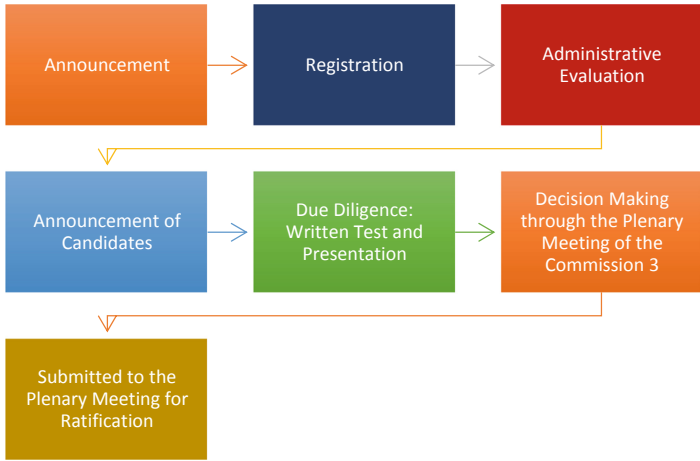 Announcement
Registration
Administrative
Evaluation
Announcement of
Candidates
Due Diligence:
Written Test and
Presentation
Decision Making
through the Plenary
Meeting of the
Commission 3
Submitted to the
Plenary Meeting for
Ratification